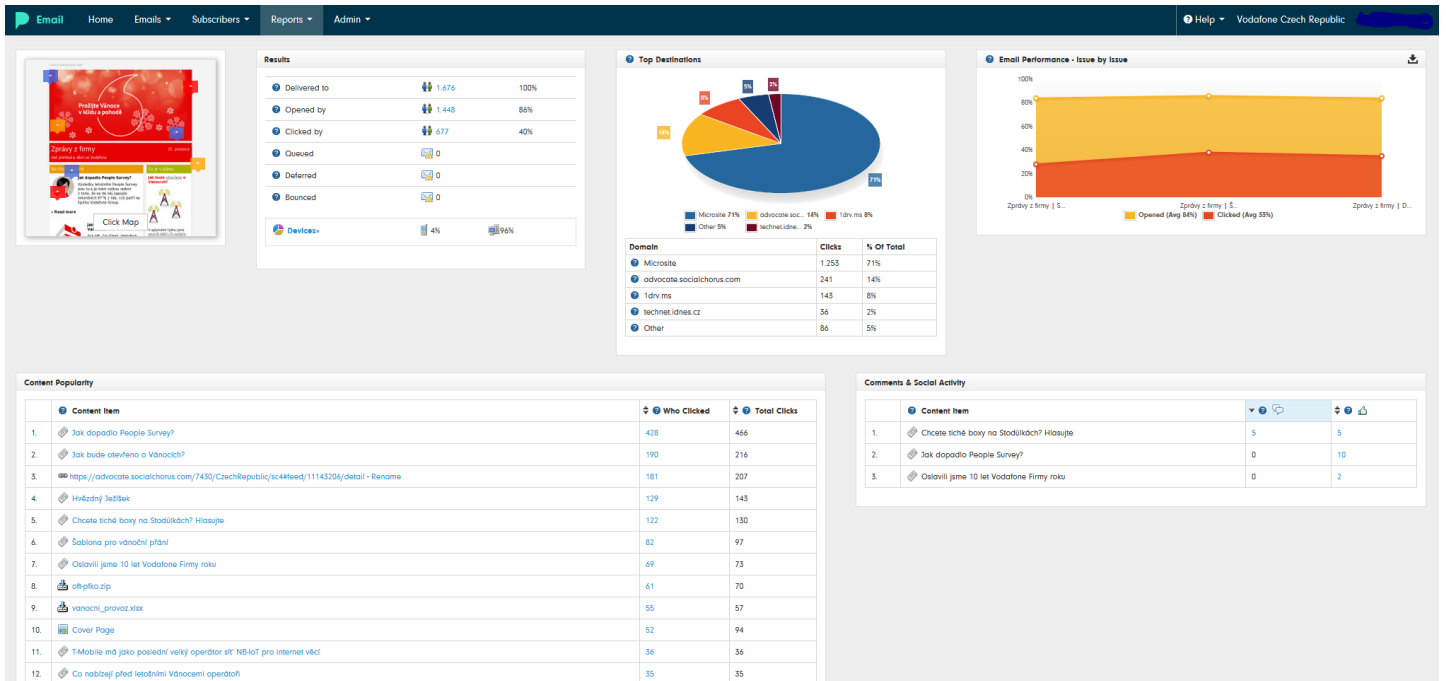 Email Home Emails Subscribers Reports Admin Help Vodafone Czech Republic
Prožijte Vánoce
v klidu a pohodě
Zprávy z firmy
Jak dopadlo People Survey?
» Read more
Click Map
Results
Delivered to 1.676 100%
Opened by 1.448 86%
Clicked by 677 40%
Queued 0
Deferred 0
Bounced 0
Devices» 4% 96%
Top Destinations
5% 2%
8%
14%
71%
Microsite 71% advocate.soc... 14% 1drv.ms 8%
Other 5% technet.idne... 2%
Domain Clicks % Of Total
Microsite 1.253 71%
advocate.socialchorus.com 241 14%
1drv.ms 143 8%
technet.idnes.cz 36 2%
Other 86 5%
Email Performance - Issue by Issue
100%
80%
60%
40%
20%
0%
Zprávy z firmy | S... Zprávy z firmy | Š... Zprávy z firmy | D...
Opened (Avg 84%) Clicked (Avg 33%)
Content Popularity
Content Item Who Clicked Total Clicks
1. Jak dopadlo People Survey? 428 466
2. Jak bude otevřeno o Vánocích? 190 216
3. https://advocate.socialchorus.com/7430/CzechRepublic/sc4#feed/11143206/detail - Rename 181 207
4. Hvězdný Ježíšek 129 143
5. Chcete tiché boxy na Stodůlkách? Hlasujte 122 130
6. Šablona pro vánoční přání 82 97
7. Oslavili jsme 10 let Vodafone Firmy roku 69 73
8. oft-pfko.zip 61 70
9. vanocni_provoz.xlsx 55 57
10. Cover Page 52 94
11. T-Mobile má jako poslední velký operátor síť NB-IoT pro internet věcí 36 36
12. Co nabízejí před letošními Vánocemi operátoři 35 35
Comments & Social Activity
Content Item
1. Chcete tiché boxy na Stodůlkách? Hlasujte 5 5
2. Jak dopadlo People Survey? 0 10
3. Oslavili jsme 10 let Vodafone Firmy roku 0 2